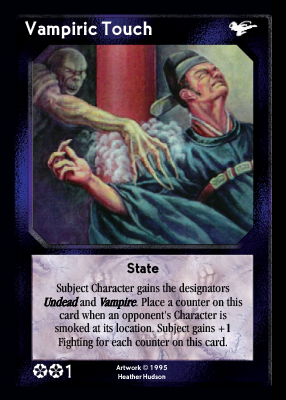 Vampiric Touch
State
Subject Character gains the designators
Undead and Vampire. Place a counter on this
card when an opponent's Character is
smoked at its location. Subject gains +1
Fighting for each counter on this card.
1
Artwork © 1995
Heather Hudson